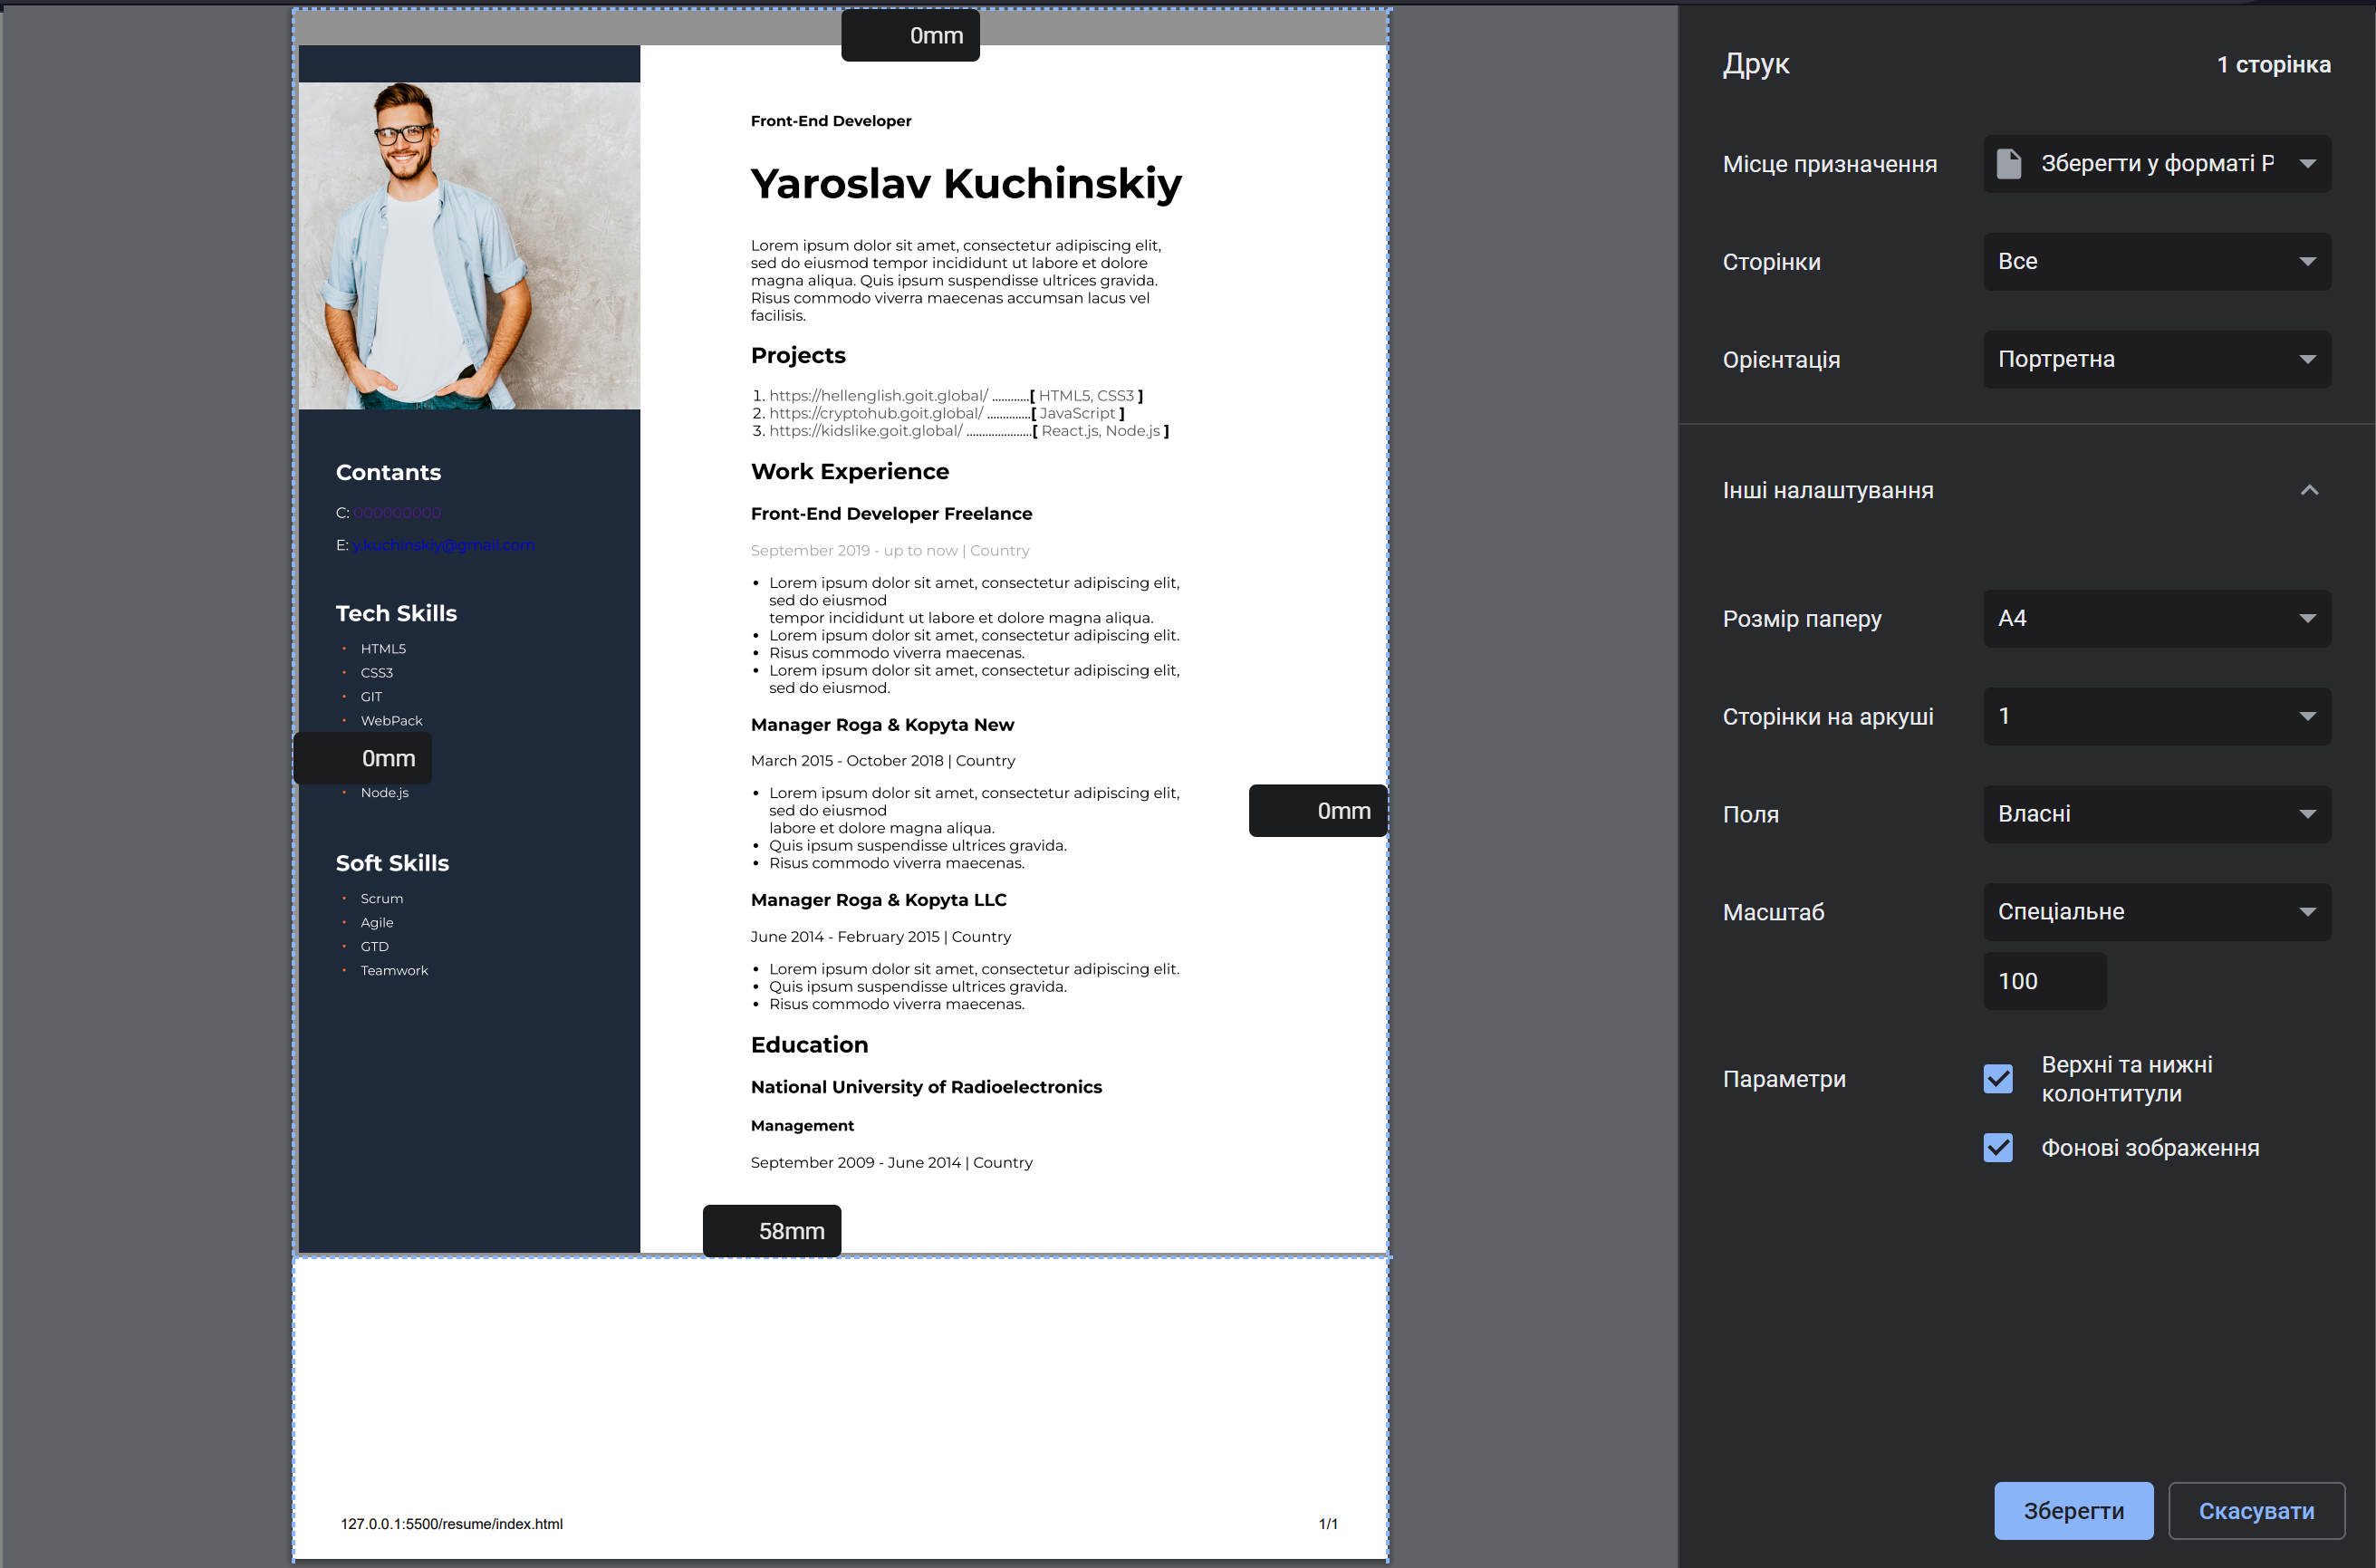 0mm
Front-End Developer
Yaroslav Kuchinskiy
Lorem ipsum dolor sit amet, consectetur adipiscing elit,
sed do eiusmod tempor incididunt ut labore et dolore
magna aliqua. Quis ipsum suspendisse ultrices gravida.
Risus commodo viverra maecenas accumsan lacus vel
facilisis.
Projects
1. https://hellenglish.goit.global/ ............[ HTML5, CSS3 ]
2. https://cryptohub.goit.global/ ..............[ JavaScript ]
3. https://kidslike.goit.global/ .....................[ React.js, Node.js ]
Work Experience
Front-End Developer Freelance
September 2019 - up to now | Country
• Lorem ipsum dolor sit amet, consectetur adipiscing elit,
sed do eiusmod
tempor incididunt ut labore et dolore magna aliqua.
• Lorem ipsum dolor sit amet, consectetur adipiscing elit.
• Risus commodo viverra maecenas.
• Lorem ipsum dolor sit amet, consectetur adipiscing elit,
sed do eiusmod.
Manager Roga & Kopyta New
March 2015 - October 2018 | Country
• Lorem ipsum dolor sit amet, consectetur adipiscing elit,
sed do eiusmod
labore et dolore magna aliqua.
• Quis ipsum suspendisse ultrices gravida.
• Risus commodo viverra maecenas.
Manager Roga & Kopyta LLC
June 2014 - February 2015 | Country
• Lorem ipsum dolor sit amet, consectetur adipiscing elit.
• Quis ipsum suspendisse ultrices gravida.
• Risus commodo viverra maecenas.
Education
National University of Radioelectronics
Management
September 2009 - June 2014 | Country
Contants
C: 000000000
E: y.kuchinskiy@gmail.com
Tech Skills
• HTML5
• CSS3
• GIT
• WebPack
0mm
• Node.js
Soft Skills
• Scrum
• Agile
• GTD
• Teamwork
0mm
58mm
127.0.0.1:5500/resume/index.html
1/1
Друк
1 сторінка
Місце призначення
Зберегти у форматі P
Сторінки
Все
Орієнтація
Портретна
Інші налаштування
Розмір паперу
A4
Сторінки на аркуші
1
Поля
Власні
Масштаб
Спеціальне
100
Параметри
Верхні та нижні
колонтитули
Фонові зображення
Зберегти
Скасувати